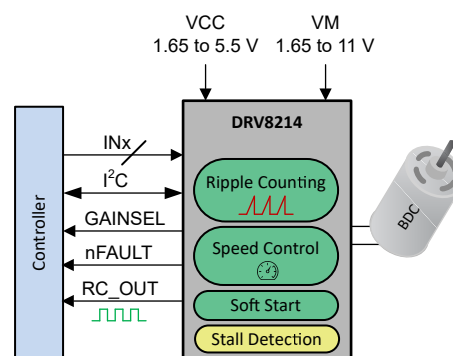 VCC
1.65 to 5.5 V
VM
1.65 to 11 V
DRV8214
Controller
INx
I²C
GAINSEL
nFAULT
RC_OUT
Ripple Counting
Speed Control
Soft Start
Stall Detection
BDC